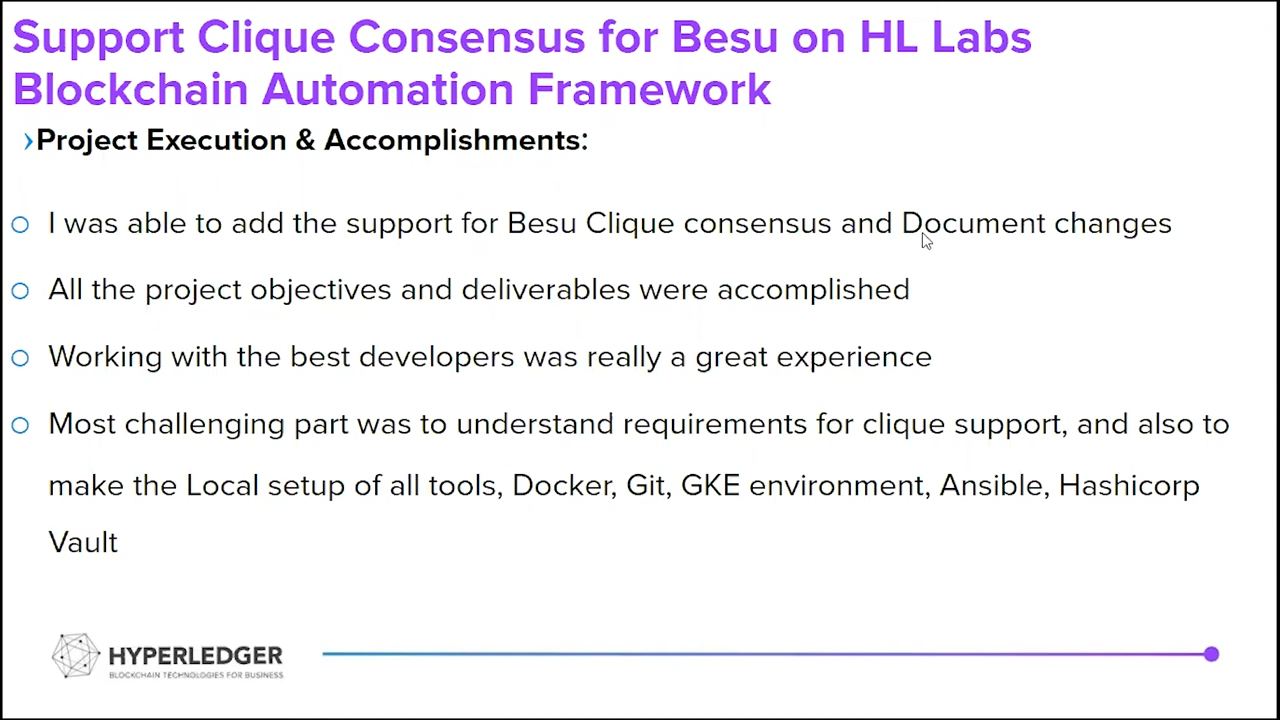 Support Clique Consensus for Besu on HL Labs
Blockchain Automation Framework
›Project Execution & Accomplishments:
I was able to add the support for Besu Clique consensus and Document changes
All the project objectives and deliverables were accomplished
Working with the best developers was really a great experience
Most challenging part was to understand requirements for clique support, and also to
make the Local setup of all tools, Docker, Git, GKE environment, Ansible, Hashicorp
Vault
HYPERLEDGER
BLOCKCHAIN TECHNOLOGIES FOR BUSINESS